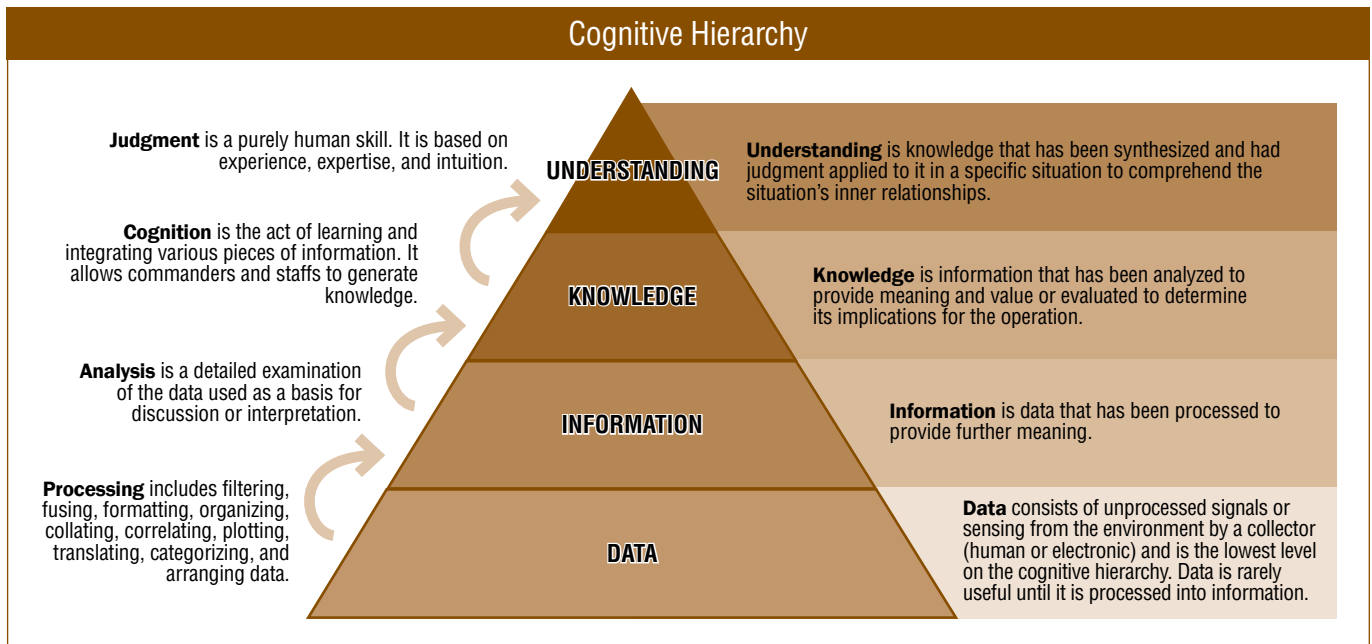 Cognitive Hierarchy
Judgment is a purely human skill. It is based on
experience, expertise, and intuition.
UNDERSTANDING
Understanding is knowledge that has been synthesized and had
judgment applied to it in a specific situation to comprehend the
situation’s inner relationships.
Cognition is the act of learning and
integrating various pieces of information. It
allows commanders and staffs to generate
knowledge.
KNOWLEDGE
Knowledge is information that has been analyzed to
provide meaning and value or evaluated to determine
its implications for the operation.
Analysis is a detailed examination
of the data used as a basis for
discussion or interpretation.
INFORMATION
Information is data that has been processed to
provide further meaning.
Processing includes filtering,
fusing, formatting, organizing,
collating, correlating, plotting,
translating, categorizing, and
arranging data.
DATA
Data consists of unprocessed signals or
sensing from the environment by a collector
(human or electronic) and is the lowest level
on the cognitive hierarchy. Data is rarely
useful until it is processed into information.